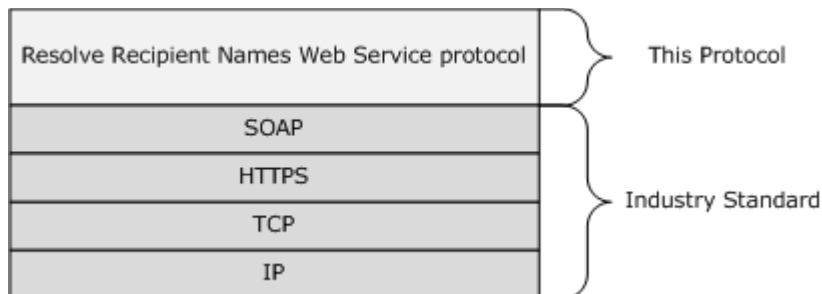 Resolve Recipient Names Web Service protocol
This Protocol
SOAP
HTTPS
Industry Standard
TCP
IP